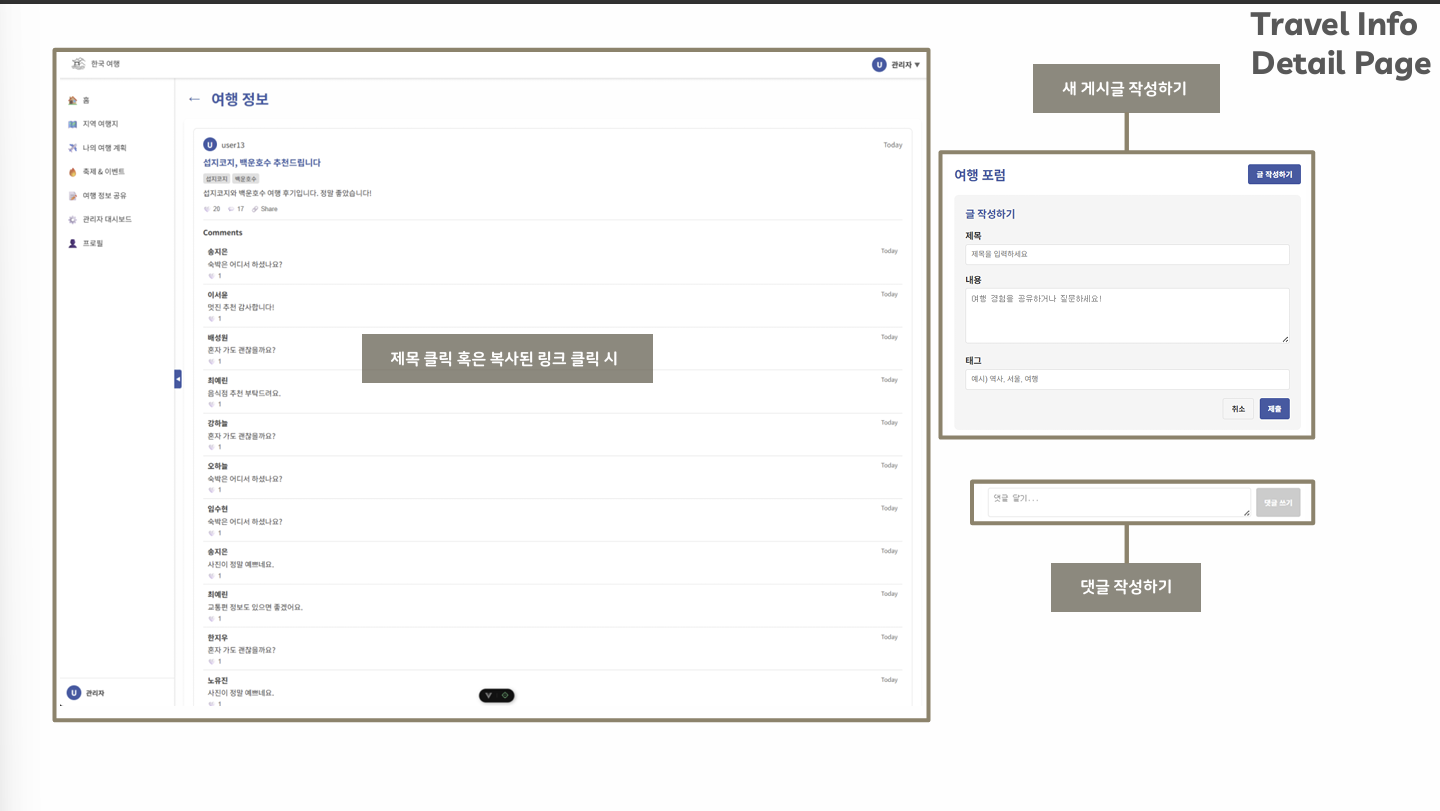 Travel Info
Detail Page
한국 여행
U 관리자 ▼
홈
지역 여행지
나의 여행 계획
축제 & 이벤트
여행 정보 공유
관리자 대시보드
프로필
← 여행 정보
U user13 Today
섭지코지, 백운호수 추천드립니다
섭지코지 백운호수
섭지코지와 백운호수 여행 후기입니다. 정말 좋았습니다!
20 17 Share
Comments
송지은 Today
숙박은 어디서 하셨나요?
1
이서윤 Today
멋진 추천 감사합니다!
1
배성원 Today
혼자 가도 괜찮을까요?
1
제목 클릭 혹은 복사된 링크 클릭 시
최예린 Today
음식점 추천 부탁드려요.
1
강하늘 Today
혼자 가도 괜찮을까요?
1
오하늘 Today
숙박은 어디서 하셨나요?
1
임수현 Today
숙박은 어디서 하셨나요?
1
송지은 Today
사진이 정말 예쁘네요.
1
최예린 Today
교통편 정보도 있으면 좋겠어요.
1
한지우 Today
혼자 가도 괜찮을까요?
1
노유진 Today
사진이 정말 예쁘네요.
1
U 관리자
새 게시글 작성하기
여행 포럼 글 작성하기
글 작성하기
제목
제목을 입력하세요
내용
여행 경험을 공유하거나 질문하세요!
태그
예시) 역사, 서울, 여행
취소 제출
댓글 달기... 댓글 쓰기
댓글 작성하기